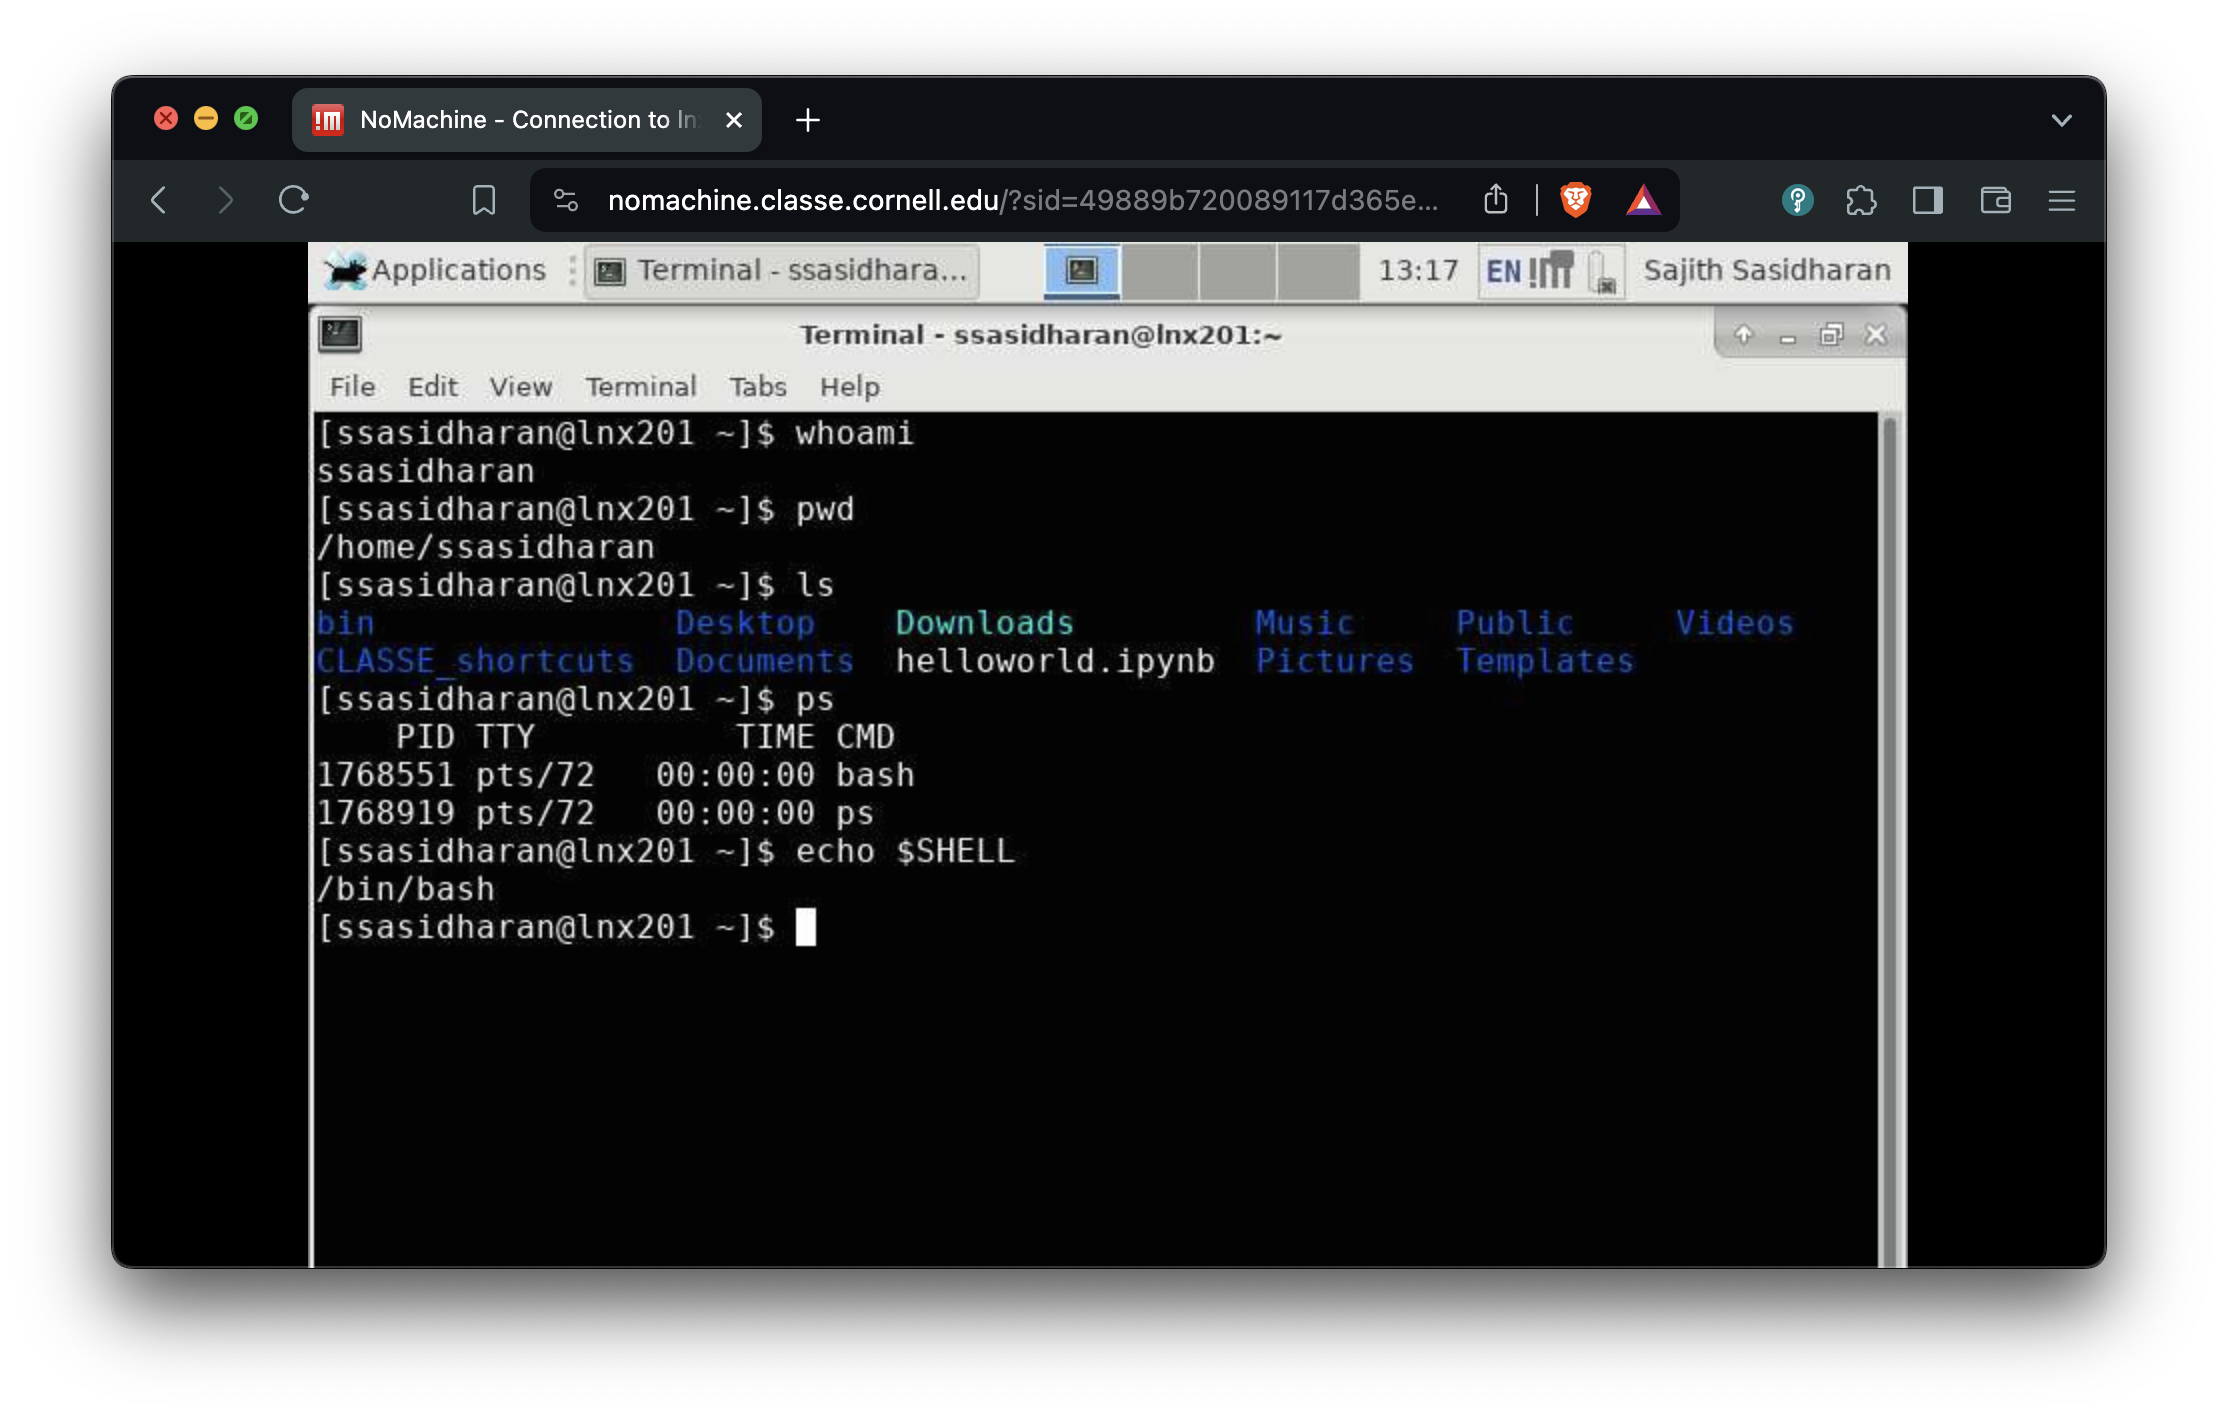 NoMachine - Connection to ln
nomachine.classe.cornell.edu/?sid=49889b720089117d365e...
Applications Terminal - ssasidhara... 13:17 EN !m Sajith Sasidharan
Terminal - ssasidharan@lnx201:~
File Edit View Terminal Tabs Help
[ssasidharan@lnx201 ~]$ whoami
ssasidharan
[ssasidharan@lnx201 ~]$ pwd
/home/ssasidharan
[ssasidharan@lnx201 ~]$ ls
bin Desktop Downloads Music Public Videos
CLASSE_shortcuts Documents helloworld.ipynb Pictures Templates
[ssasidharan@lnx201 ~]$ ps
PID TTY TIME CMD
1768551 pts/72 00:00:00 bash
1768919 pts/72 00:00:00 ps
[ssasidharan@lnx201 ~]$ echo $SHELL
/bin/bash
[ssasidharan@lnx201 ~]$